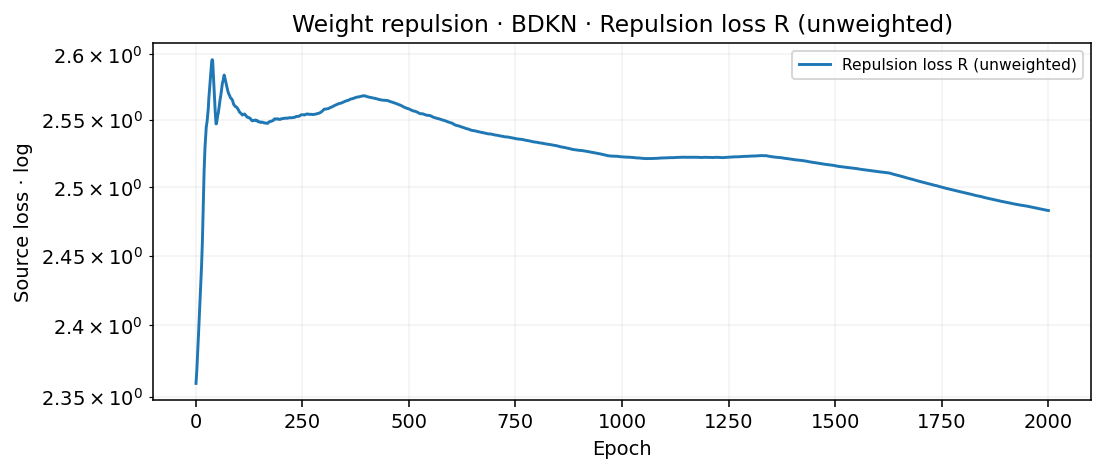 Weight repulsion · BDKN · Repulsion loss R (unweighted)
Repulsion loss R (unweighted)
Source loss · log
2.6 × 10⁰
2.55 × 10⁰
2.5 × 10⁰
2.45 × 10⁰
2.4 × 10⁰
2.35 × 10⁰
0 250 500 750 1000 1250 1500 1750 2000
Epoch